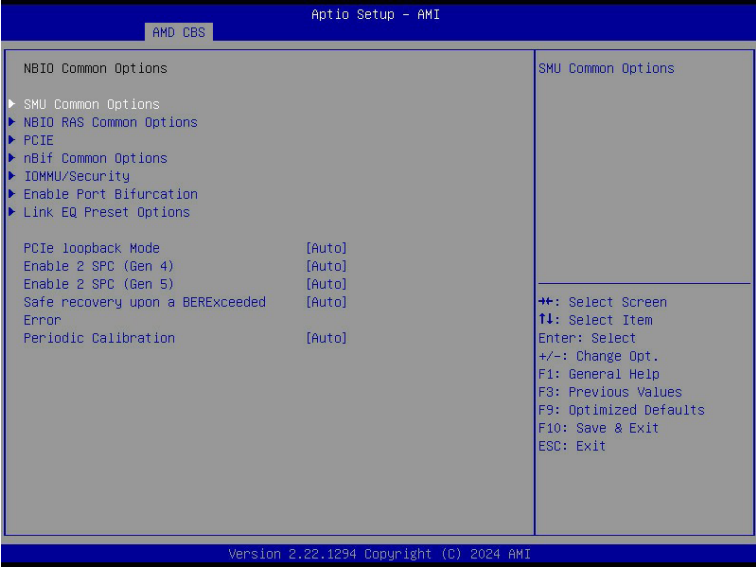 Aptio Setup – AMI
AMD CBS
NBIO Common Options
SMU Common Options
NBIO RAS Common Options
PCIE
nBif Common Options
IOMMU/Security
Enable Port Bifurcation
Link EQ Preset Options
PCIe loopback Mode [Auto]
Enable 2 SPC (Gen 4) [Auto]
Enable 2 SPC (Gen 5) [Auto]
Safe recovery upon a BERExceeded [Auto]
Error
Periodic Calibration [Auto]
SMU Common Options
→←: Select Screen
↑↓: Select Item
Enter: Select
+/-: Change Opt.
F1: General Help
F3: Previous Values
F9: Optimized Defaults
F10: Save & Exit
ESC: Exit
Version 2.22.1294 Copyright (C) 2024 AMI